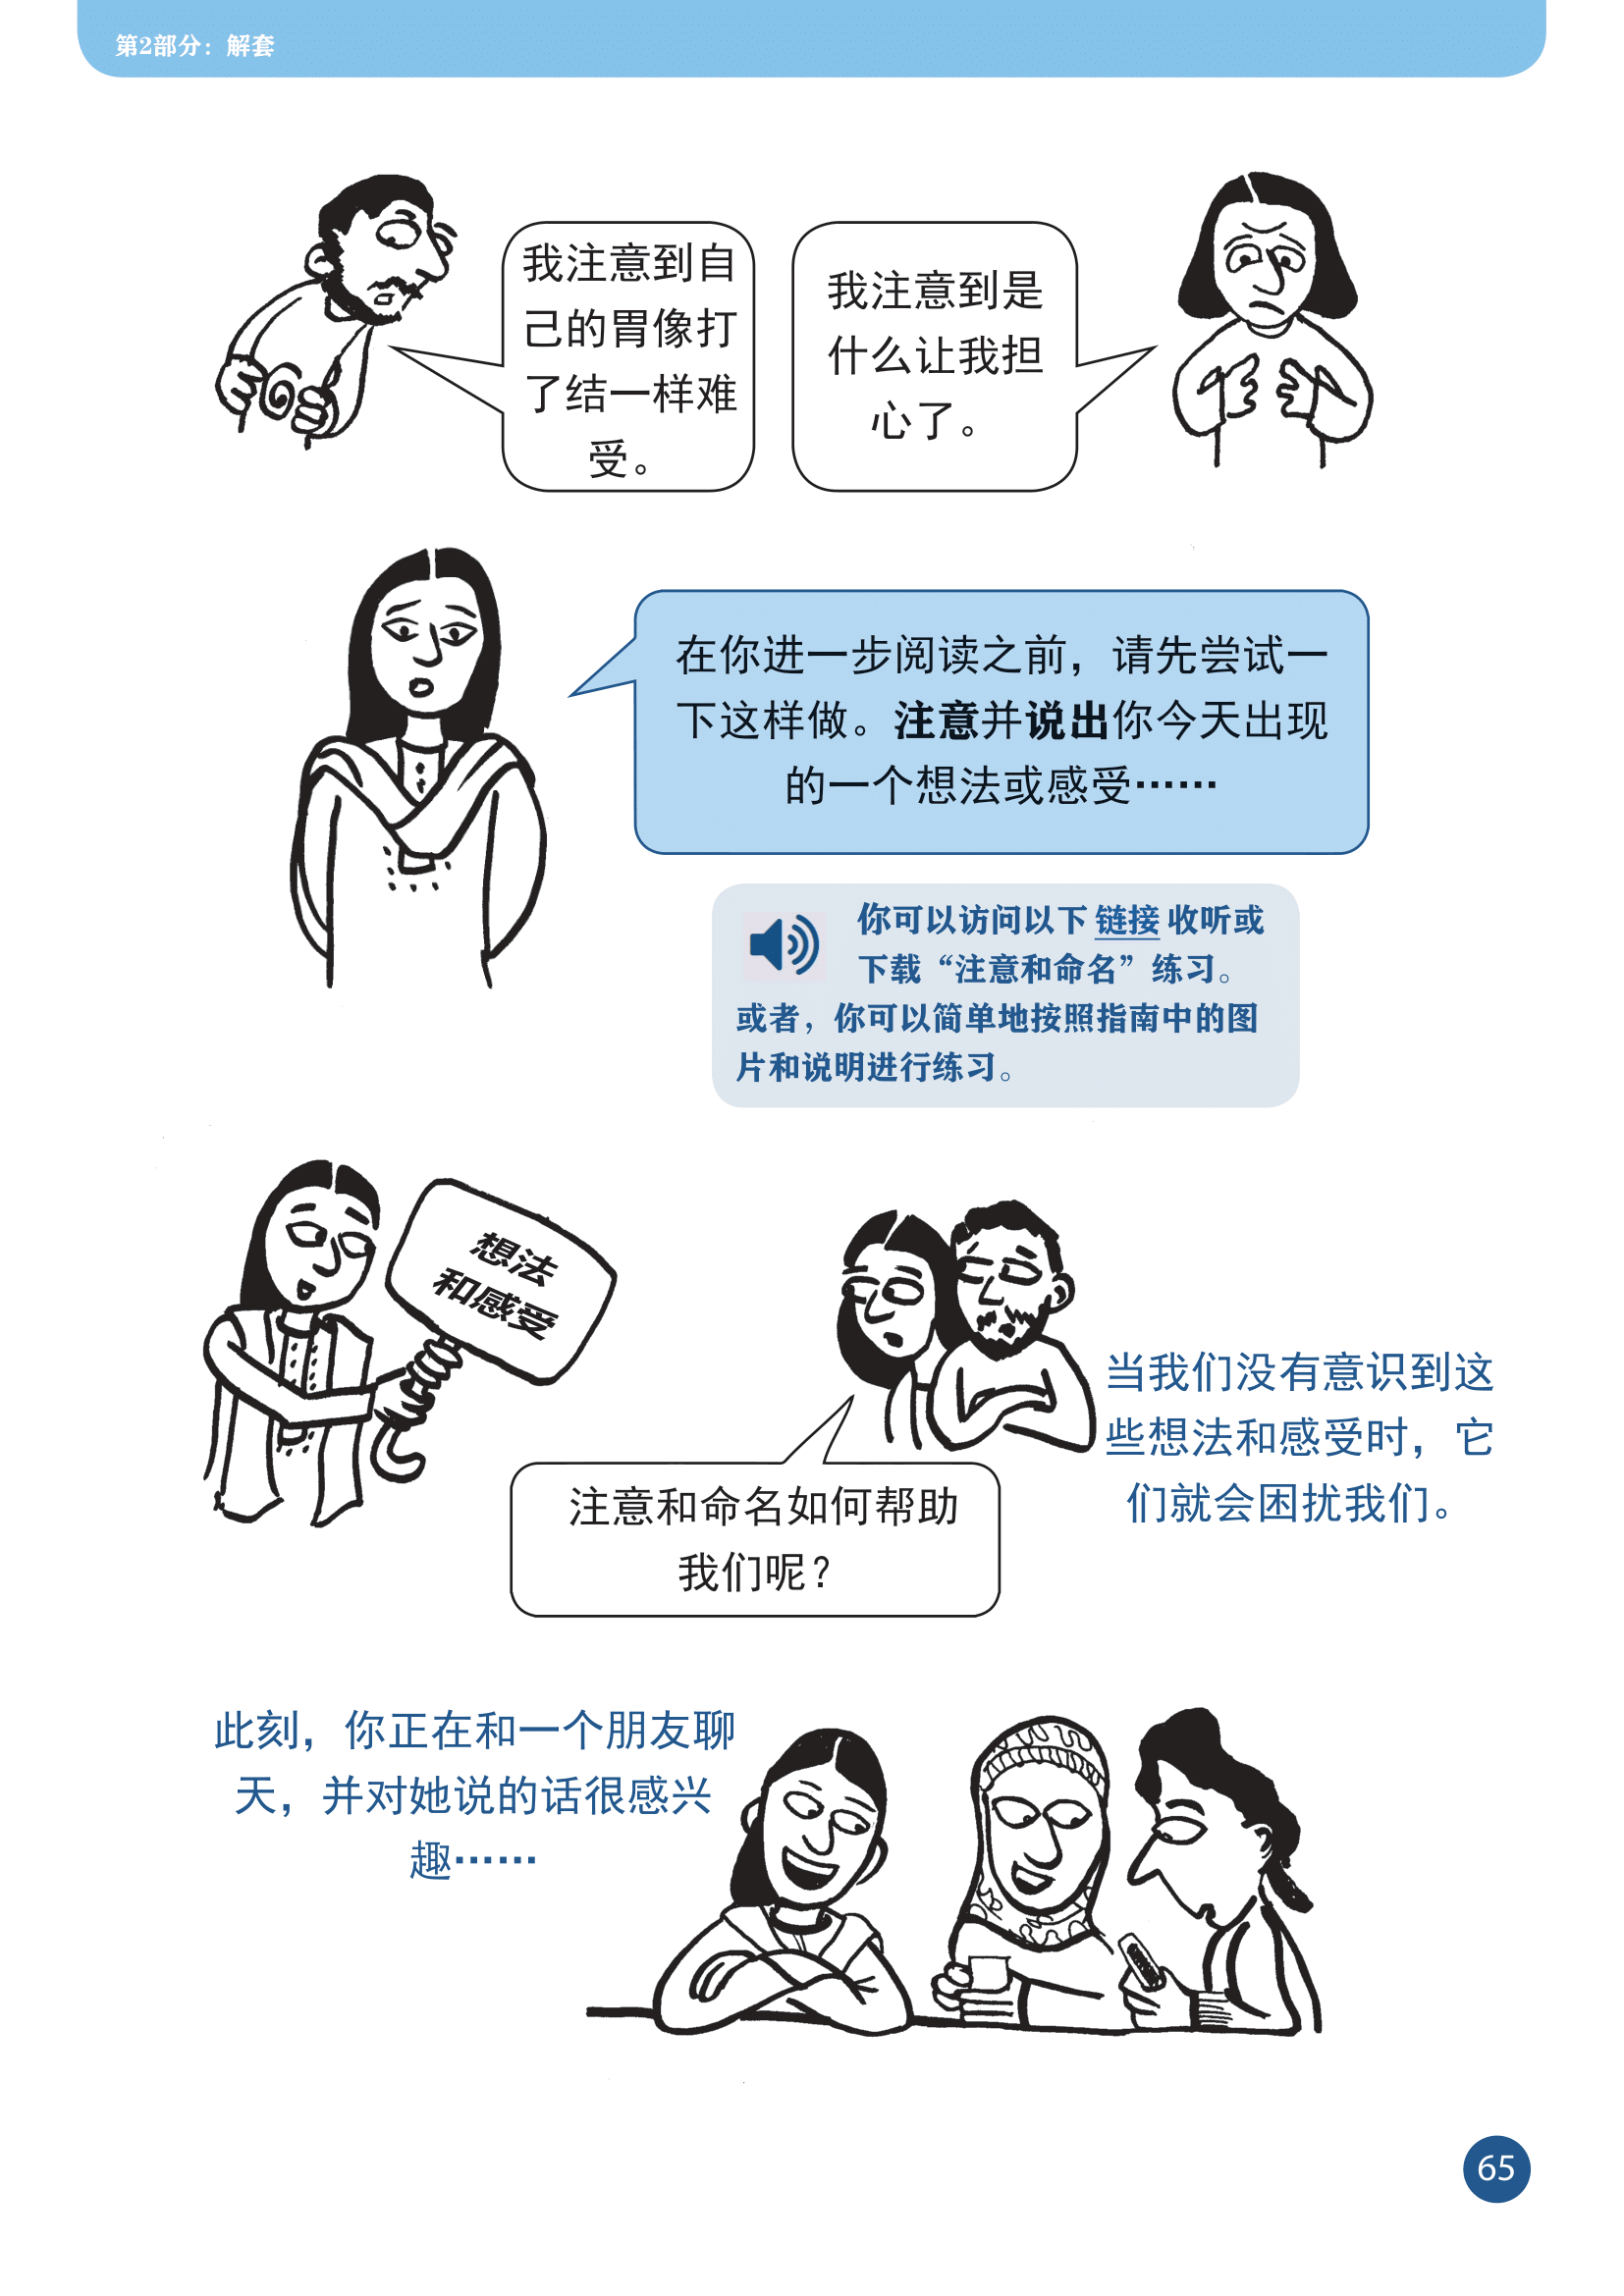 第2部分：解套
我注意到自
己的胃像打
了结一样难
受。
我注意到是
什么让我担
心了。
在你进一步阅读之前，请先尝试一
下这样做。注意并说出你今天出现
的一个想法或感受……
你可以访问以下 链接 收听或
下载“注意和命名”练习。
或者，你可以简单地按照指南中的图
片和说明进行练习。
想法
和感受
当我们没有意识到这
些想法和感受时，它
们就会困扰我们。
注意和命名如何帮助
我们呢？
此刻，你正在和一个朋友聊
天，并对她说的话很感兴
趣……
65